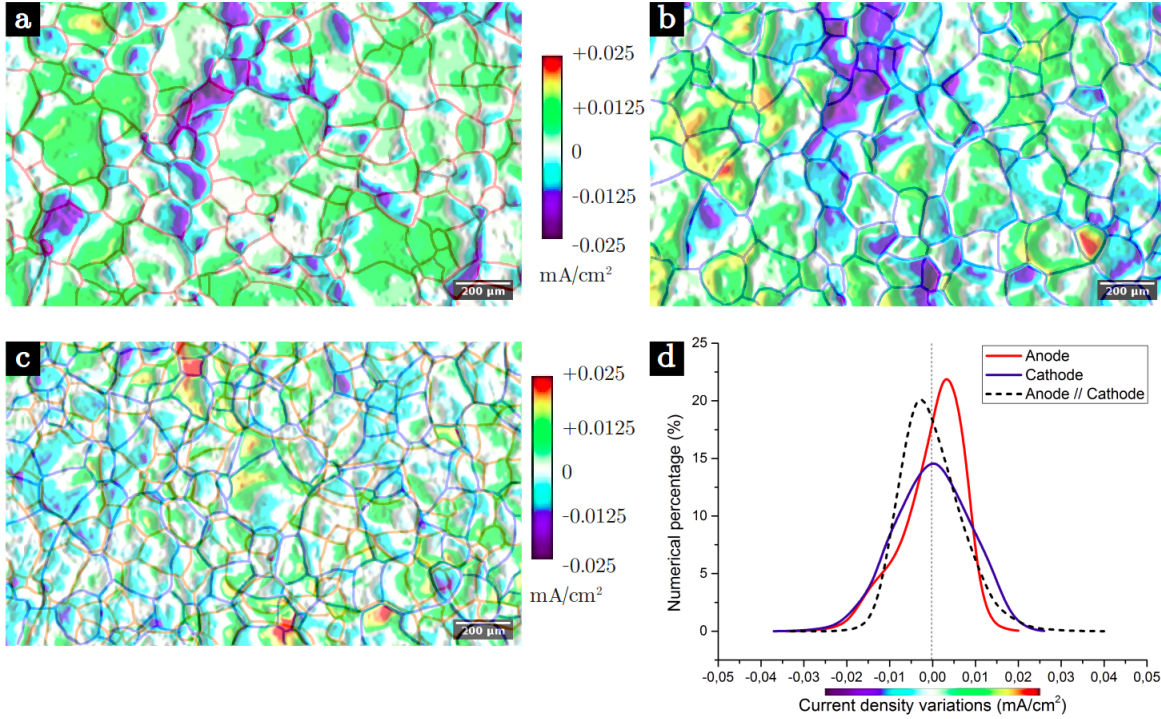 a
+0.025
+0.0125
0
-0.0125
-0.025
mA/cm²
200 µm
b
200 µm
c
+0.025
+0.0125
0
-0.0125
-0.025
mA/cm²
200 µm
d
25
20
15
10
5
0
Numerical percentage (%)
Anode
Cathode
Anode // Cathode
-0,05 -0,04 -0,03 -0,02 -0,01 0,00 0,01 0,02 0,03 0,04 0,05
Current density variations (mA/cm²)